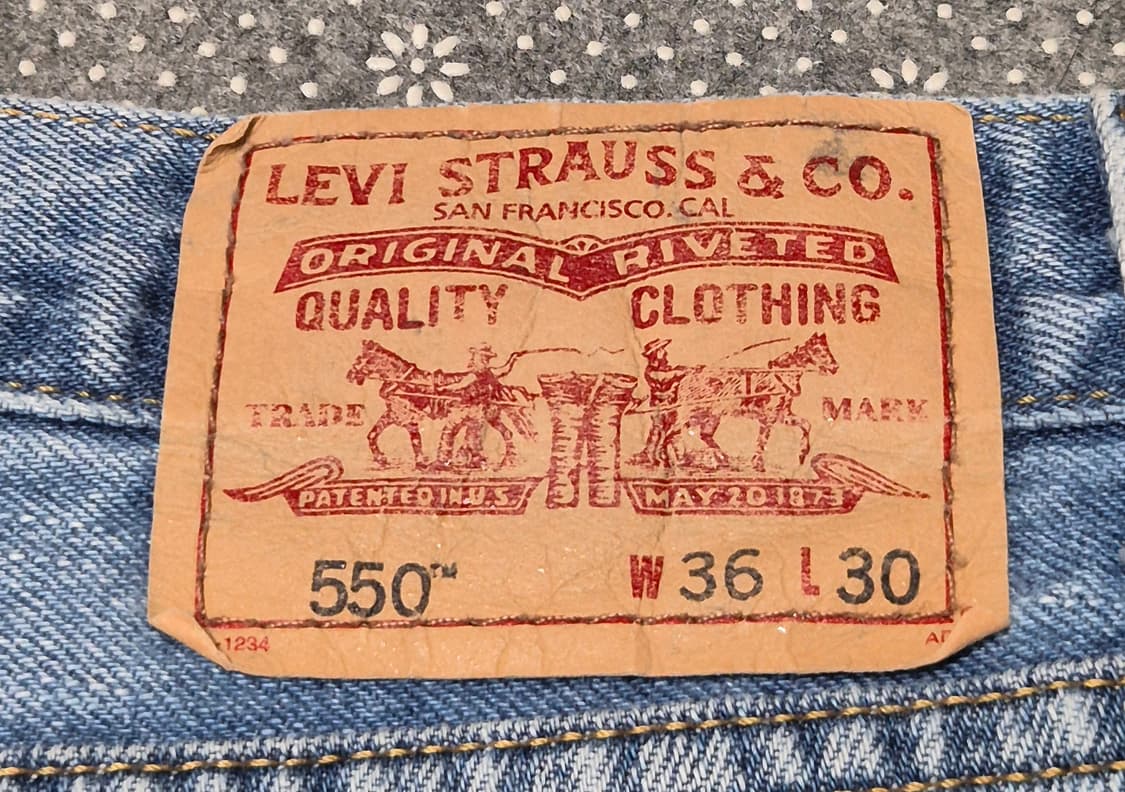 LEVI STRAUSS & CO.
SAN FRANCISCO. CAL
ORIGINAL RIVETED
QUALITY CLOTHING
TRADE MARK
PATENTED IN U.S. MAY 20 1873
550™ W 36 L 30
1234